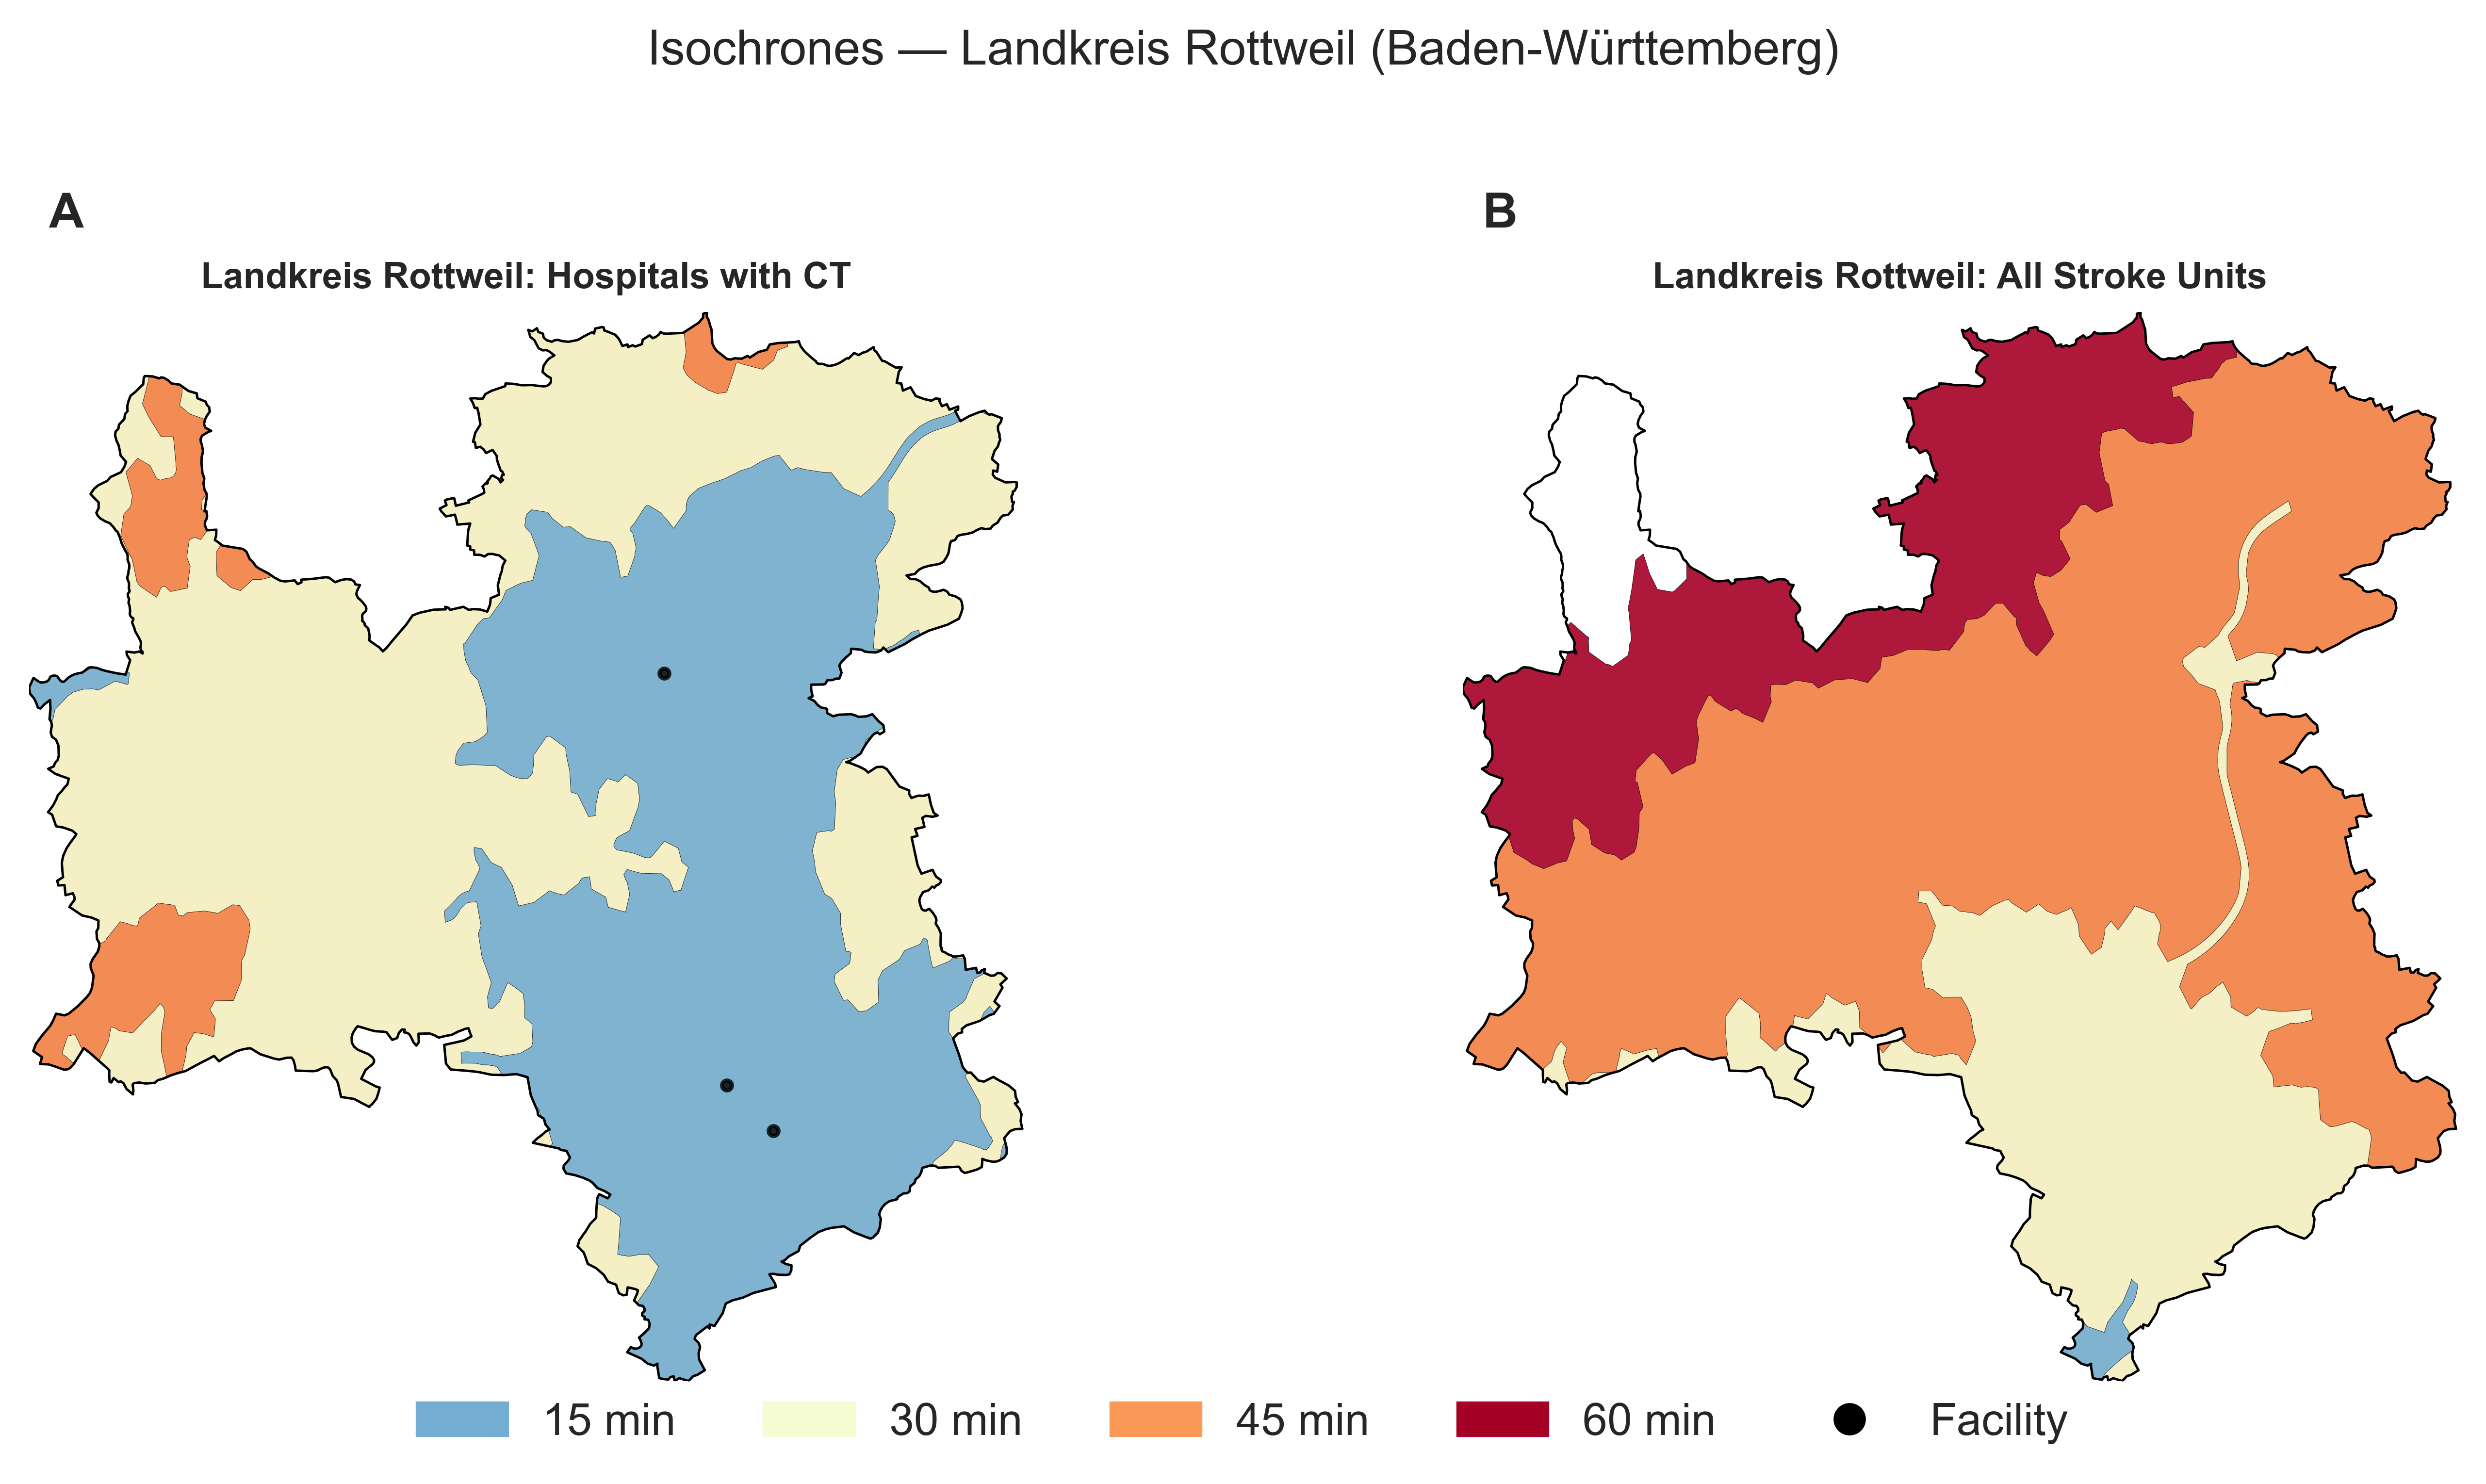 Isochrones — Landkreis Rottweil (Baden-Württemberg)
A
Landkreis Rottweil: Hospitals with CT
B
Landkreis Rottweil: All Stroke Units
15 min
30 min
45 min
60 min
Facility